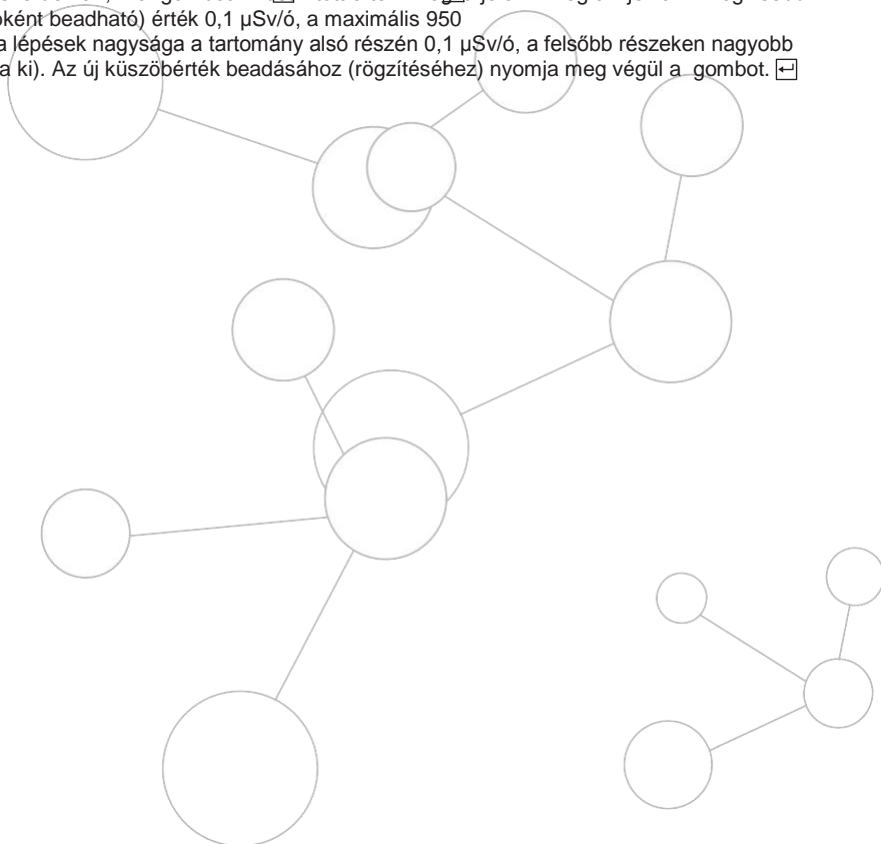 óként beadható) érték 0,1 µSv/ó, a maximális 950
a lépések nagysága a tartomány alsó részén 0,1 µSv/ó, a felsőbb részeken nagyobb
a ki). Az új küszöbérték beadásához (rögzítéséhez) nyomja meg végül a gombot. ↵